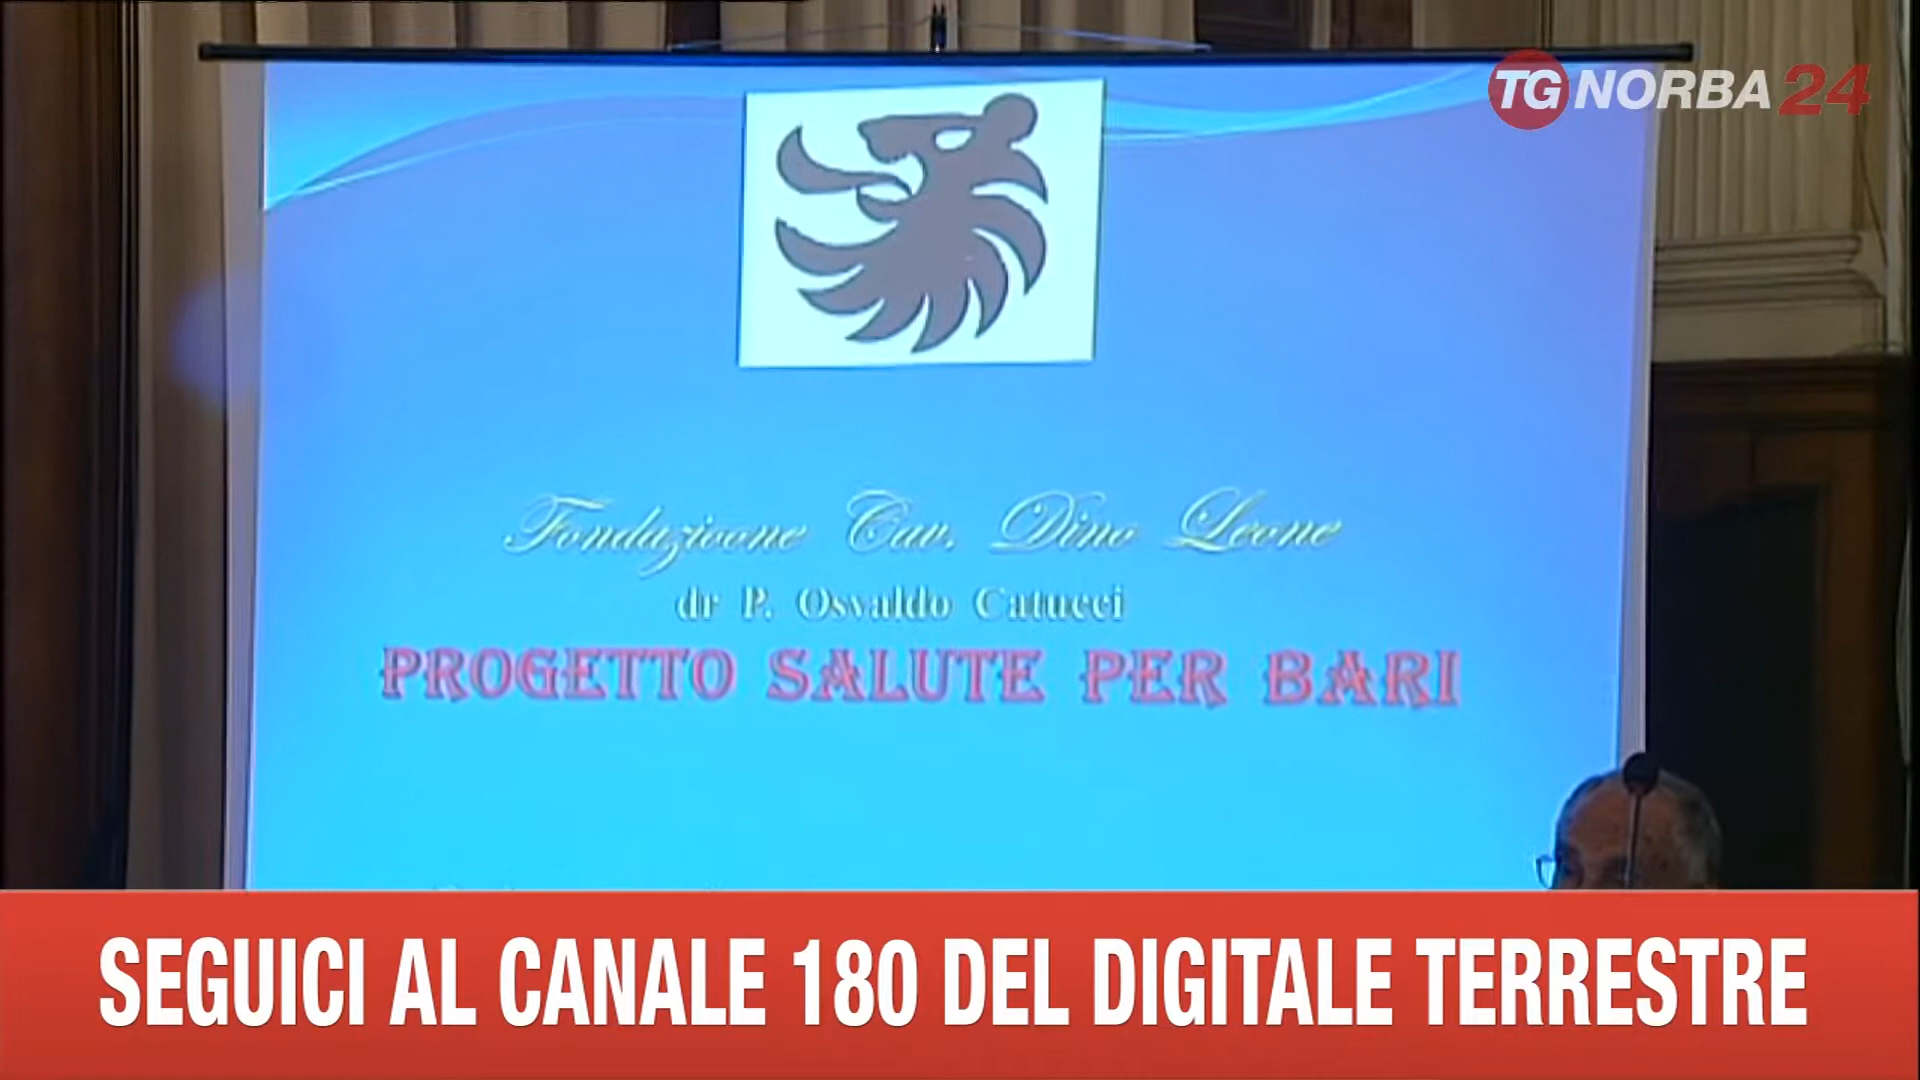 TG NORBA 24
Fondazioone Cav. Dino Leone
dr P. Osvaldo Catucci
PROGETTO SALUTE PER BARI
SEGUICI AL CANALE 180 DEL DIGITALE TERRESTRE